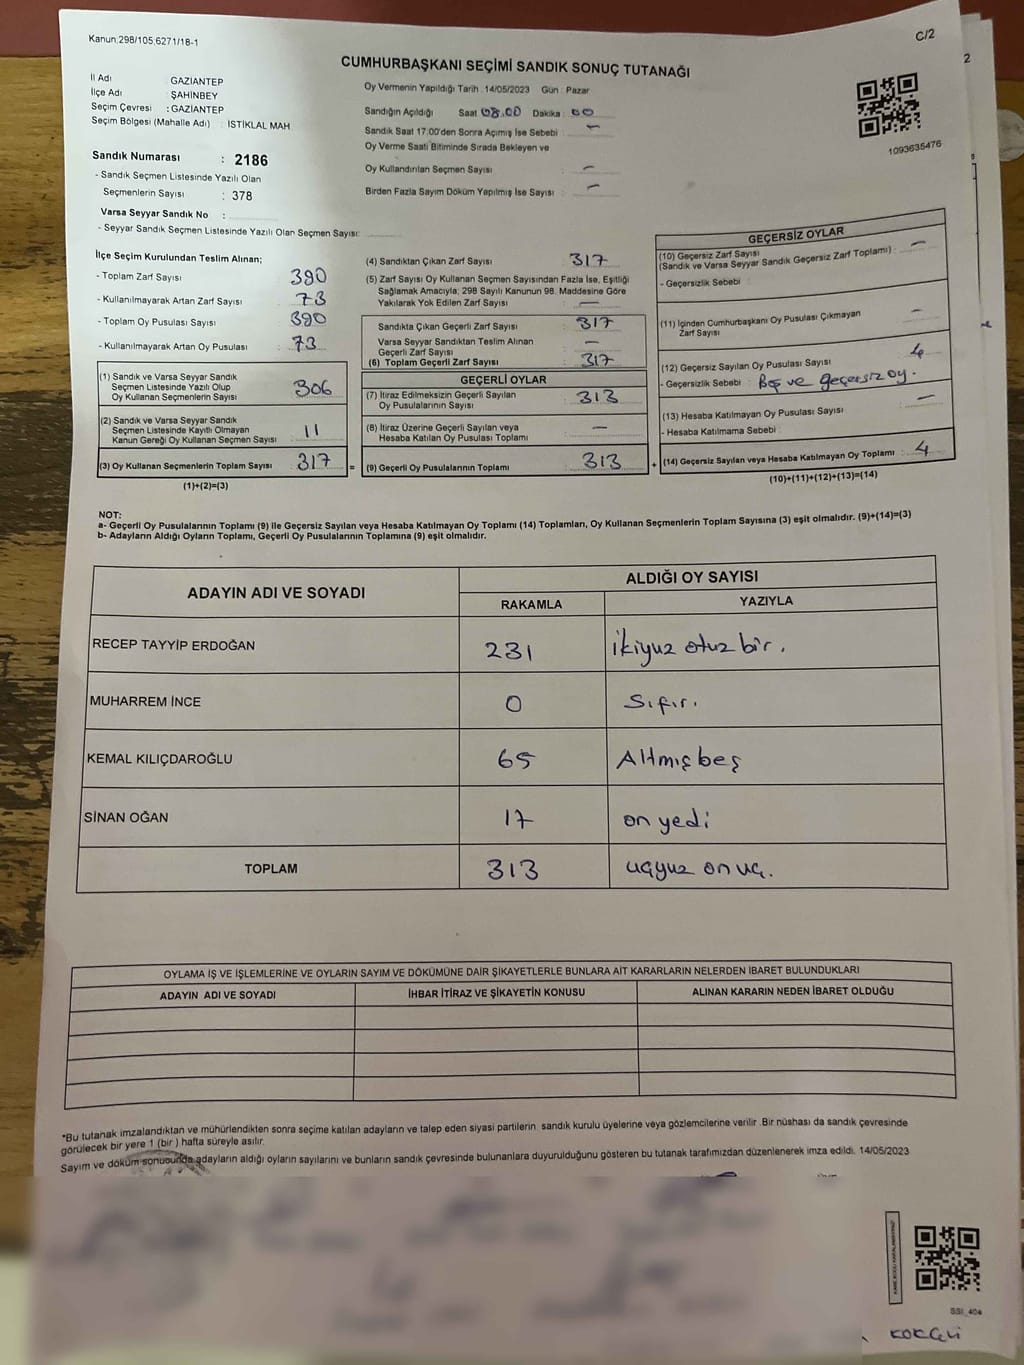 Kanun;298/105;6271/18-1
C/2
CUMHURBAŞKANI SEÇİMİ SANDIK SONUÇ TUTANAĞI
İl Adı GAZIANTEP
İlçe Adı : ŞAHİNBEY
Seçim Çevresi : GAZIANTEP
Seçim Bölgesi (Mahalle Adı) : ISTİKLAL MAH
Sandık Numarası : 2186
- Sandık Seçmen Listesinde Yazılı Olan
Seçmenlerin Sayısı : 378
Varsa Seyyar Sandık No :
- Seyyar Sandık Seçmen Listesinde Yazılı Olan Seçmen Sayısı:
Oy Vermenin Yapıldığı Tarih :14/05/2023 Gün : Pazar
Sandığın Açıldığı Saat 08.00 Dakika : 00
Sandık Saat 17.00'den Sonra Açımış İse Sebebi : –
Oy Verme Saati Bitiminde Sırada Bekleyen ve
Oy Kullandırılan Seçmen Sayısı : –
Birden Fazla Sayım Döküm Yapılmış İse Sayısı : –
1093635476
İlçe Seçim Kurulundan Teslim Alınan;
- Toplam Zarf Sayısı 390
- Kullanılmayarak Artan Zarf Sayısı 73
- Toplam Oy Pusulası Sayısı 390
- Kullanılmayarak Artan Oy Pusulası 73
(1) Sandık ve Varsa Seyyar Sandık
Seçmen Listesinde Yazılı Olup
Oy Kullanan Seçmenlerin Sayısı 306
(2) Sandık ve Varsa Seyyar Sandık
Seçmen Listesinde Kayıtlı Olmayan
Kanun Gereği Oy Kullanan Seçmen Sayısı 11
(3) Oy Kullanan Seçmenlerin Toplam Sayısı 317 =
(1)+(2)=(3)
(4) Sandıktan Çıkan Zarf Sayısı 317
(5) Zarf Sayısı Oy Kullanan Seçmen Sayısından Fazla İse, Eşitliği
Sağlamak Amacıyla; 298 Sayılı Kanunun 98. Maddesine Göre
Yakılarak Yok Edilen Zarf Sayısı : –
Sandıkta Çıkan Geçerli Zarf Sayısı : 317
Varsa Seyyar Sandıktan Teslim Alınan
Geçerli Zarf Sayısı –
(6) Toplam Geçerli Zarf Sayısı : 317
GEÇERLİ OYLAR
(7) İtiraz Edilmeksizin Geçerli Sayılan
Oy Pusulalarının Sayısı : 313
(8) İtiraz Üzerine Geçerli Sayılan veya
Hesaba Katılan Oy Pusulası Toplamı –
(9) Geçerli Oy Pusulalarının Toplamı : 313 +
GEÇERSİZ OYLAR
(10) Geçersiz Zarf Sayısı
(Sandık ve Varsa Seyyar Sandık Geçersiz Zarf Toplamı) : –
- Geçersizlik Sebebi :
(11) İçinden Cumhurbaşkanı Oy Pusulası Çıkmayan
Zarf Sayısı –
(12) Geçersiz Sayılan Oy Pusulası Sayısı 4
- Geçersizlik Sebebi : Boş ve geçersiz oy.
(13) Hesaba Katılmayan Oy Pusulası Sayısı –
- Hesaba Katılmama Sebebi :
(14) Geçersiz Sayılan veya Hesaba Katılmayan Oy Toplamı : 4
(10)+(11)+(12)+(13)=(14)
NOT:
a- Geçerli Oy Pusulalarının Toplamı (9) ile Geçersiz Sayılan veya Hesaba Katılmayan Oy Toplamı (14) Toplamları, Oy Kullanan Seçmenlerin Toplam Sayısına (3) eşit olmalıdır. (9)+(14)=(3)
b- Adayların Aldığı Oyların Toplamı, Geçerli Oy Pusulalarının Toplamına (9) eşit olmalıdır.
ADAYIN ADI VE SOYADI ALDIĞI OY SAYISI
RAKAMLA YAZIYLA
RECEP TAYYİP ERDOĞAN 231 İkiyuz otuz bir.
MUHARREM İNCE 0 Sıfır.
KEMAL KILIÇDAROĞLU 65 Altmış beş
SİNAN OĞAN 17 on yedi
TOPLAM 313 uçyuz on uç.
OYLAMA İŞ VE İŞLEMLERİNE VE OYLARIN SAYIM VE DÖKÜMÜNE DAİR ŞİKAYETLERLE BUNLARA AİT KARARLARIN NELERDEN İBARET BULUNDUKLARI
ADAYIN ADI VE SOYADI İHBAR İTİRAZ VE ŞİKAYETİN KONUSU ALINAN KARARIN NEDEN İBARET OLDUĞU
*Bu tutanak imzalandıktan ve mühürlendikten sonra seçime katılan adayların ve talep eden siyasi partilerin, sandık kurulu üyelerine veya gözlemcilerine verilir. Bir nüshası da sandık çevresinde
görülecek bir yere 1 (bir ) hafta süreyle asılır.
Sayım ve döküm sonucunda adayların aldığı oyların sayılarını ve bunların sandık çevresinde bulunanlara duyurulduğunu gösteren bu tutanak tarafımızdan düzenlenerek imza edildi. 14/05/2023
SSI_404